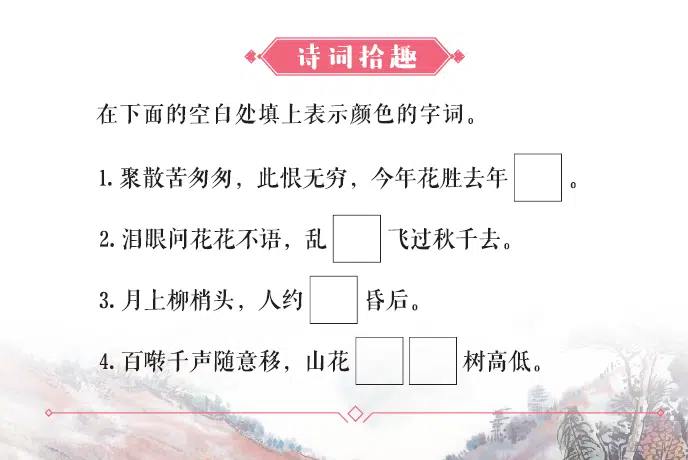 诗词拾趣
在下面的空白处填上表示颜色的字词。
1. 聚散苦匆匆，此恨无穷，今年花胜去年□。
2. 泪眼问花花不语，乱□飞过秋千去。
3. 月上柳梢头，人约□昏后。
4. 百啭千声随意移，山花□□树高低。